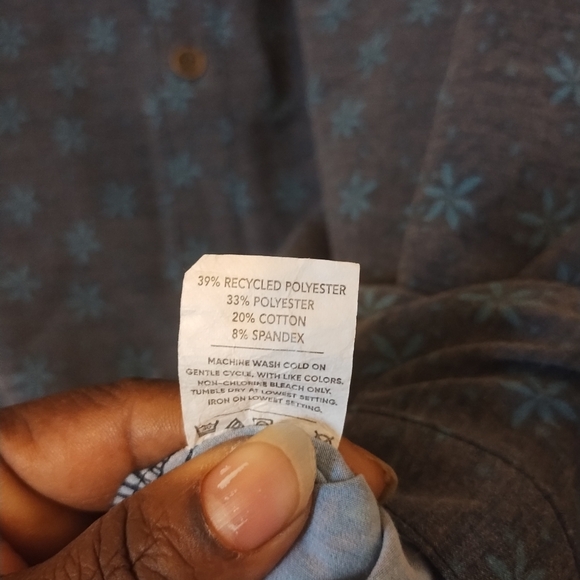 39% RECYCLED POLYESTER
33% POLYESTER
20% COTTON
8% SPANDEX
MACHINE WASH COLD ON
GENTLE CYCLE, WITH LIKE COLORS.
NON-CHLORINE BLEACH ONLY.
TUMBLE DRY AT LOWEST SETTING.
IRON ON LOWEST SETTING.